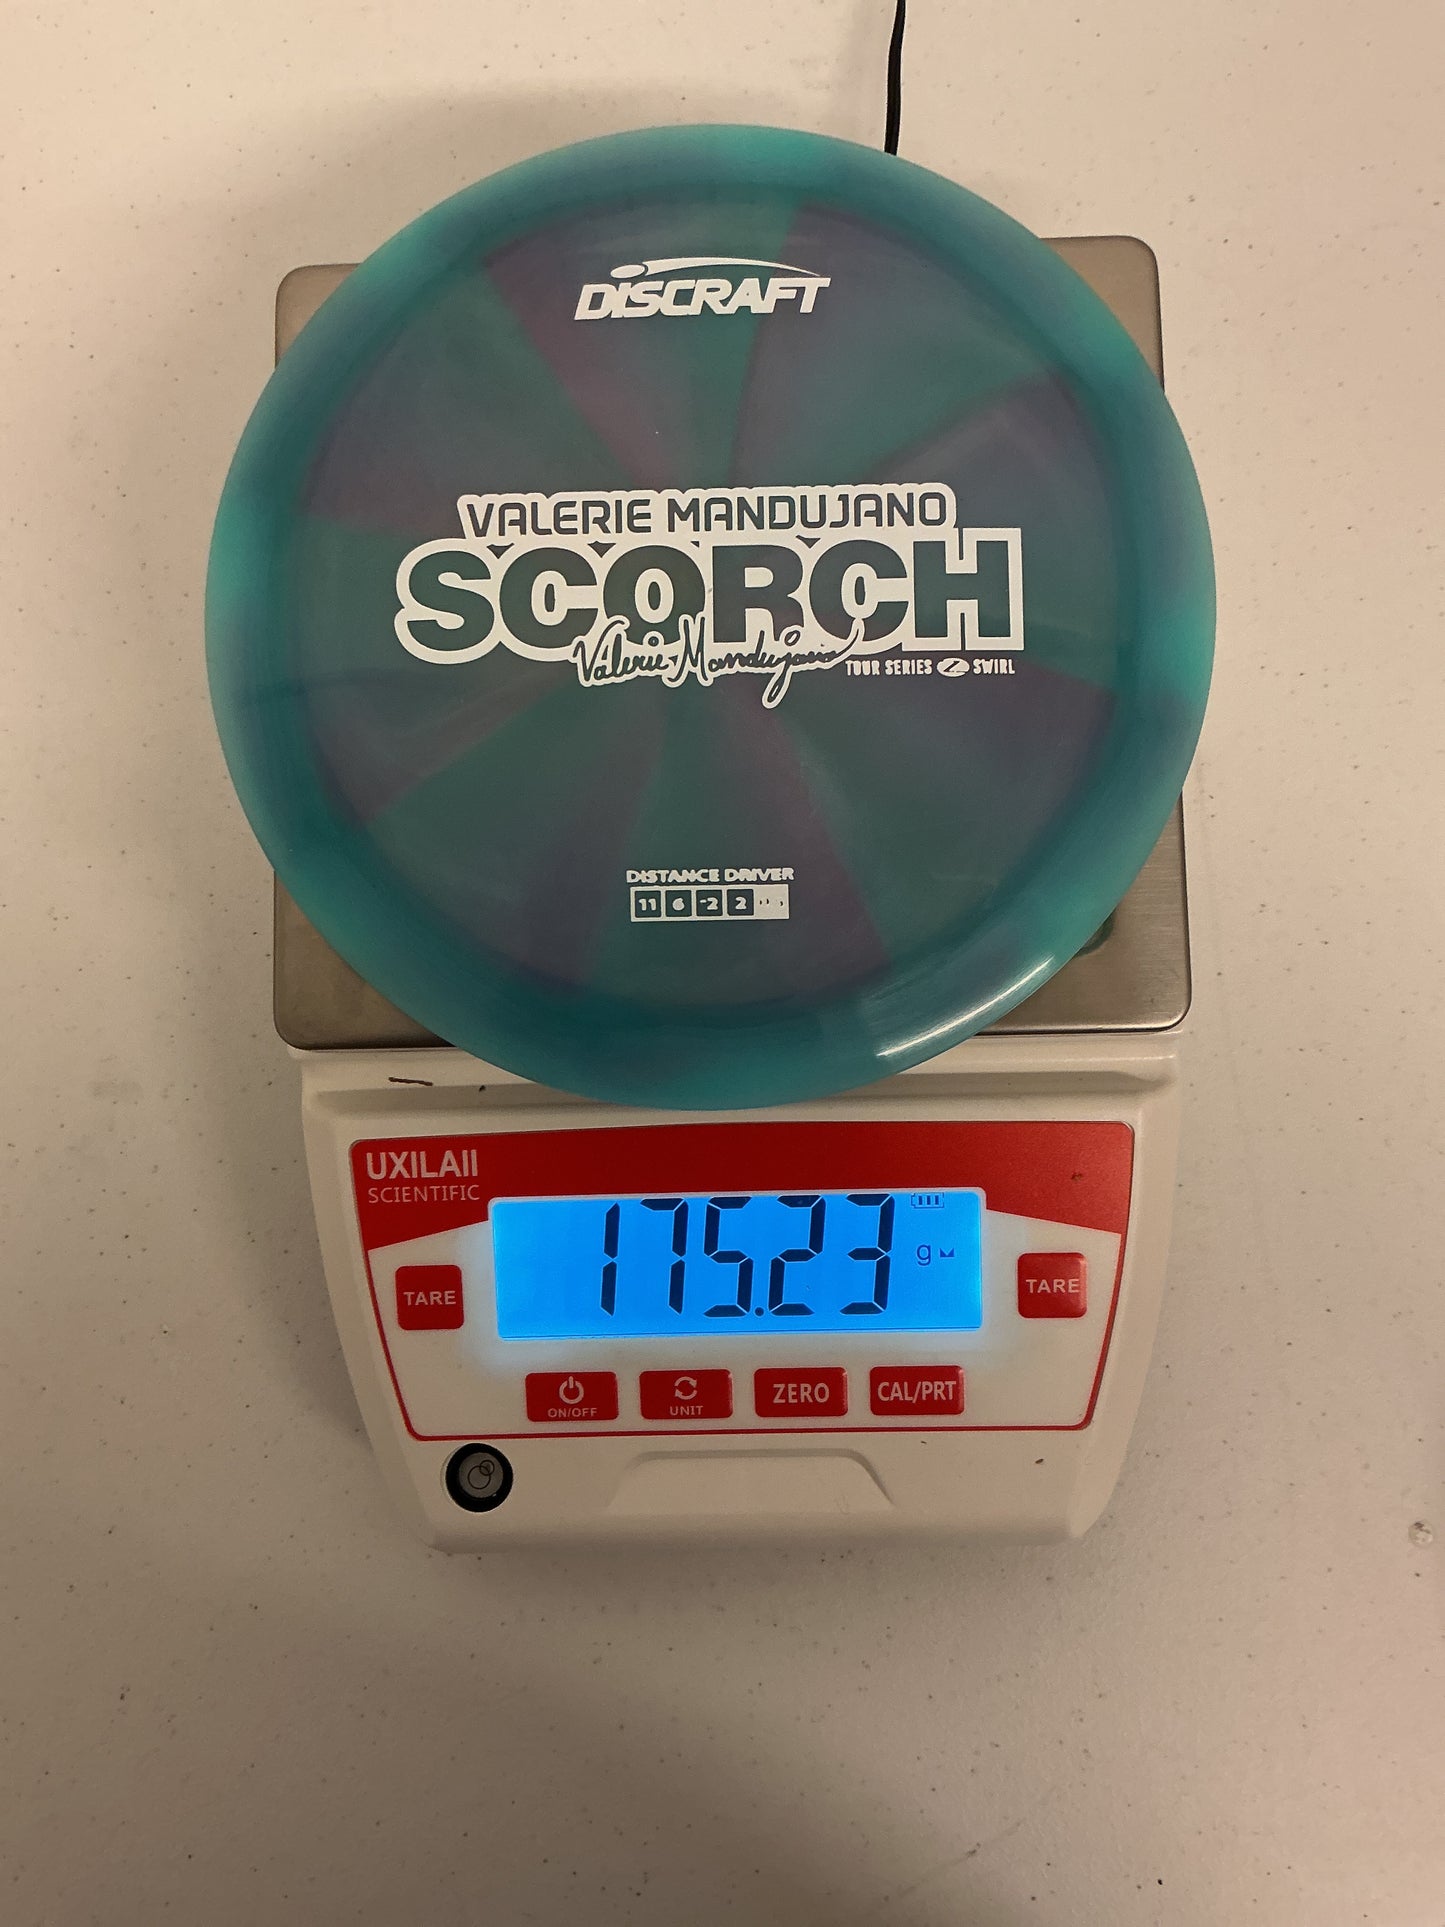 DISCRAFT
VALERIE MANDUJANO
SCORCH
Valerie Mandujano
TOUR SERIES Z SWIRL
DISTANCE DRIVER
11 6 -2 2
UXILAII
SCIENTIFIC
175.23 g
TARE
TARE
ON/OFF
UNIT
ZERO
CAL/PRT